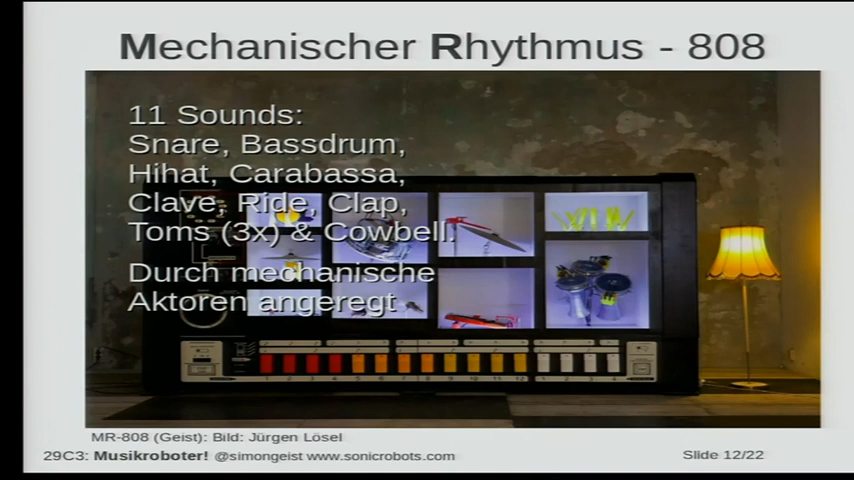 Mechanischer Rhythmus - 808
11 Sounds:
Snare, Bassdrum,
Hihat, Carabassa,
Clave, Ride, Clap,
Toms (3x) & Cowbell.
Durch mechanische
Aktoren angeregt
MR-808 (Geist): Bild: Jürgen Lösel
29C3: Musikroboter! @simongeist www.sonicrobots.com
Slide 12/22